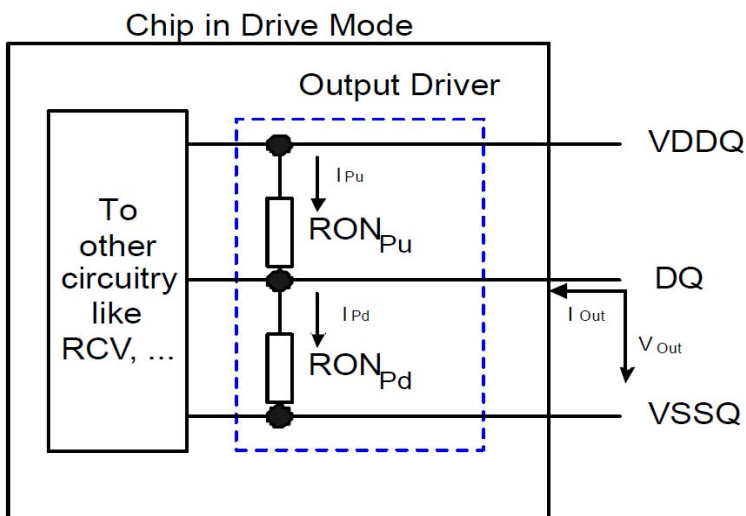 Chip in Drive Mode
Output Driver
VDDQ
I Pu
To
other
circuitry
like
RCV, ...
RON Pu
DQ
I Pd
I Out
V Out
RON Pd
VSSQ